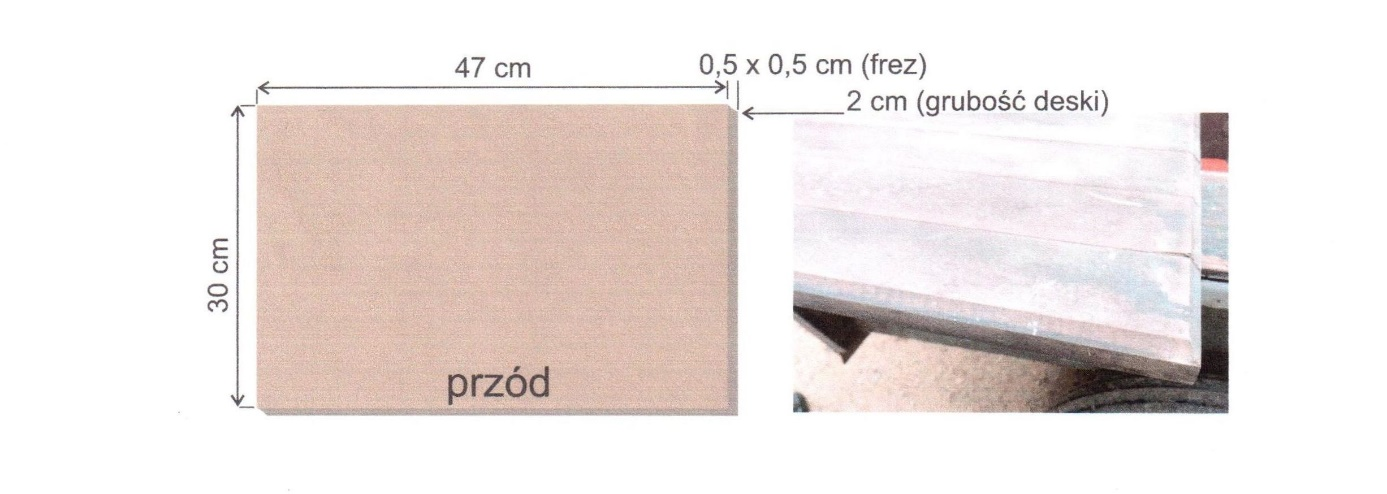 47 cm
0,5 x 0,5 cm (frez)
2 cm (grubość deski)
30 cm
przód